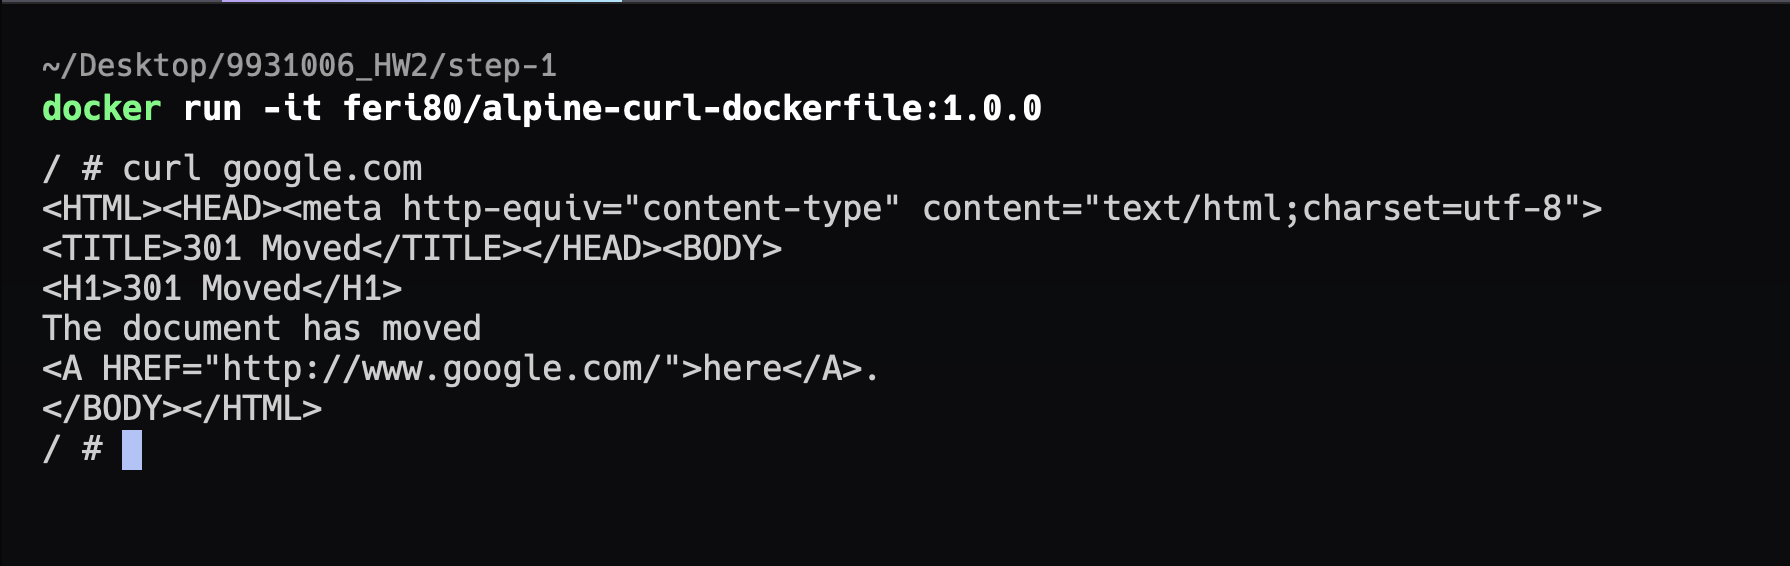 ~/Desktop/9931006_HW2/step-1
docker run -it feri80/alpine-curl-dockerfile:1.0.0
/ # curl google.com
<HTML><HEAD><meta http-equiv="content-type" content="text/html;charset=utf-8">
<TITLE>301 Moved</TITLE></HEAD><BODY>
<H1>301 Moved</H1>
The document has moved
<A HREF="http://www.google.com/">here</A>.
</BODY></HTML>
/ #